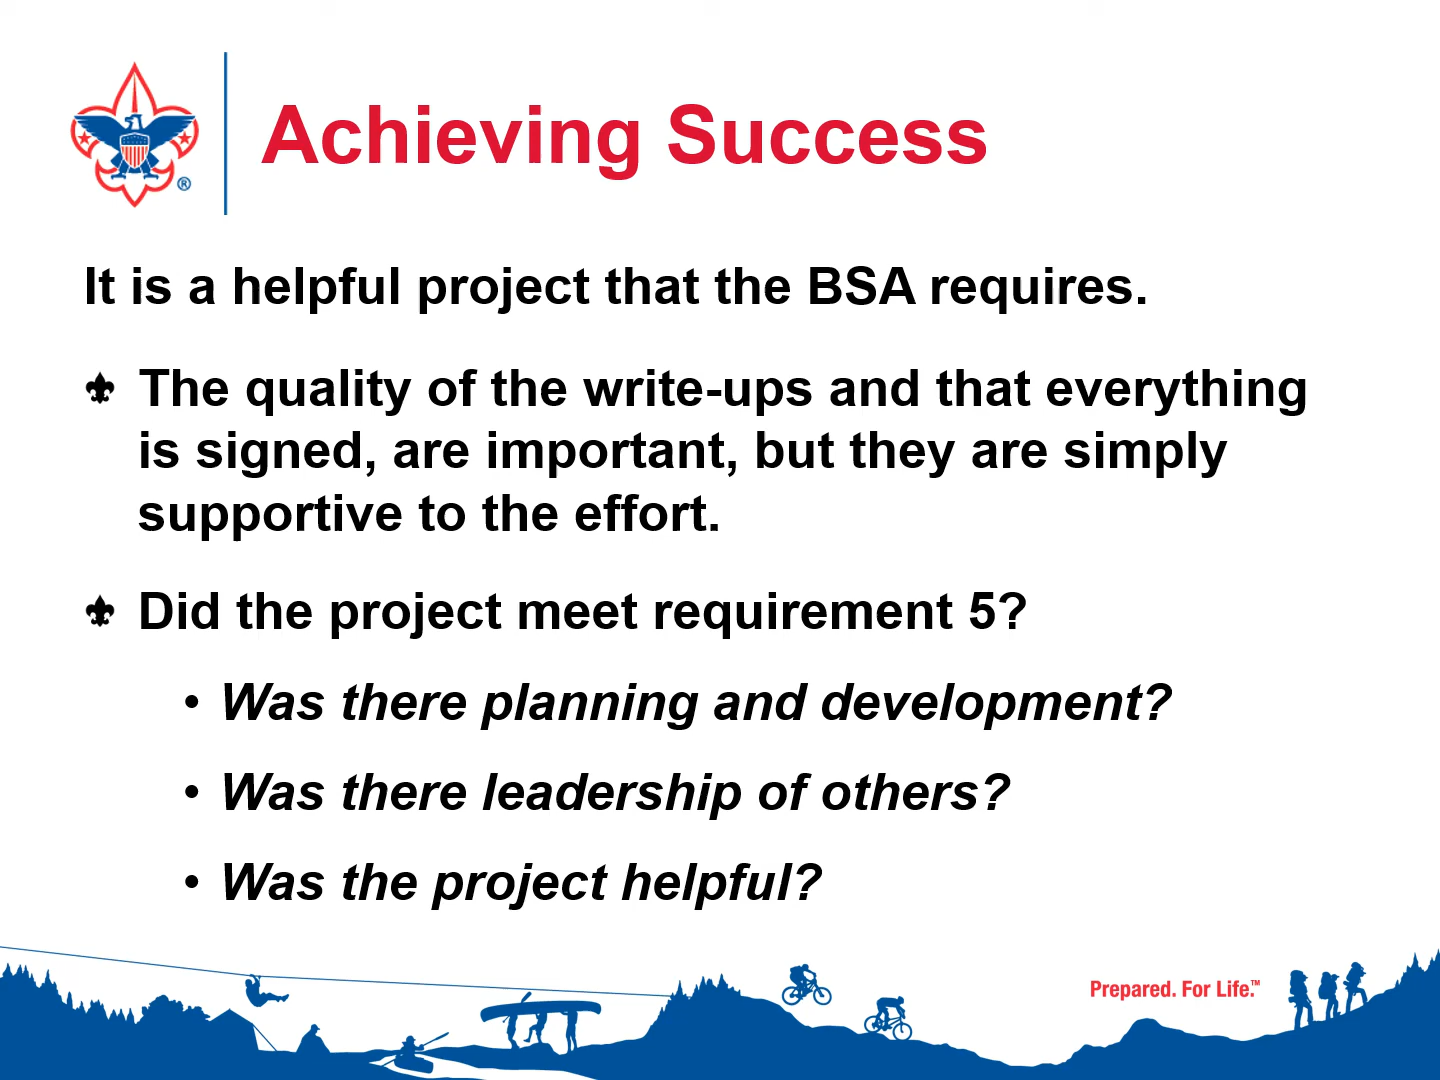 Achieving Success
It is a helpful project that the BSA requires.
The quality of the write-ups and that everything
is signed, are important, but they are simply
supportive to the effort.
Did the project meet requirement 5?
• Was there planning and development?
• Was there leadership of others?
• Was the project helpful?
Prepared. For Life.™
®